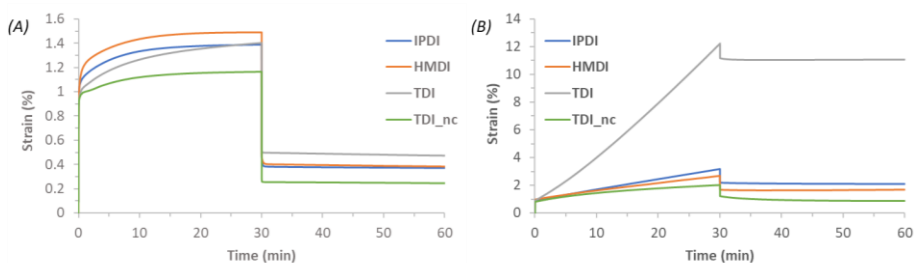 (A)
1.6
1.4
1.2
1
0.8
0.6
0.4
0.2
0
Strain (%)
0 10 20 30 40 50 60
Time (min)
IPDI
HMDI
TDI
TDI_nc
(B)
14
12
10
8
6
4
2
0
Strain (%)
0 10 20 30 40 50 60
Time (min)
IPDI
HMDI
TDI
TDI_nc